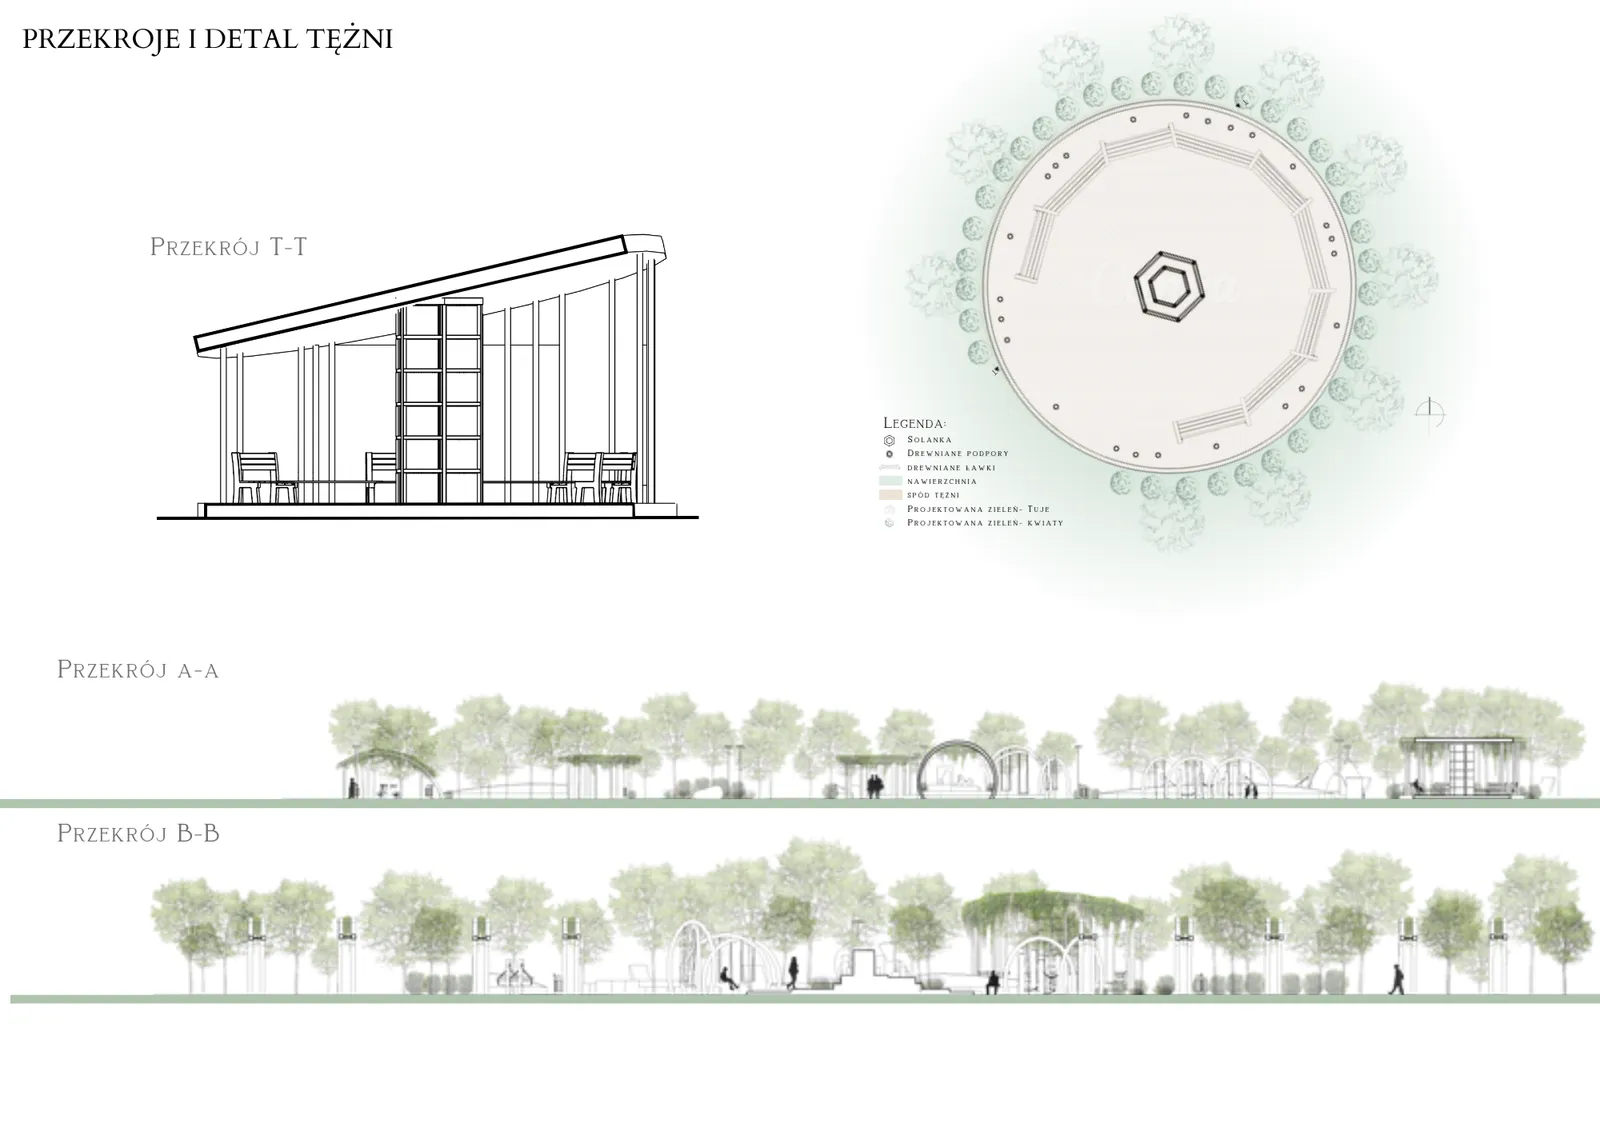 PRZEKROJE I DETAL TĘŻNI
Przekrój T-T
Legenda:
Solanka
Drewniane podpory
drewniane ławki
nawierzchnia
spód tężni
Projektowana zieleń- Tuje
Projektowana zieleń- kwiaty
Przekrój a-a
Przekrój B-B